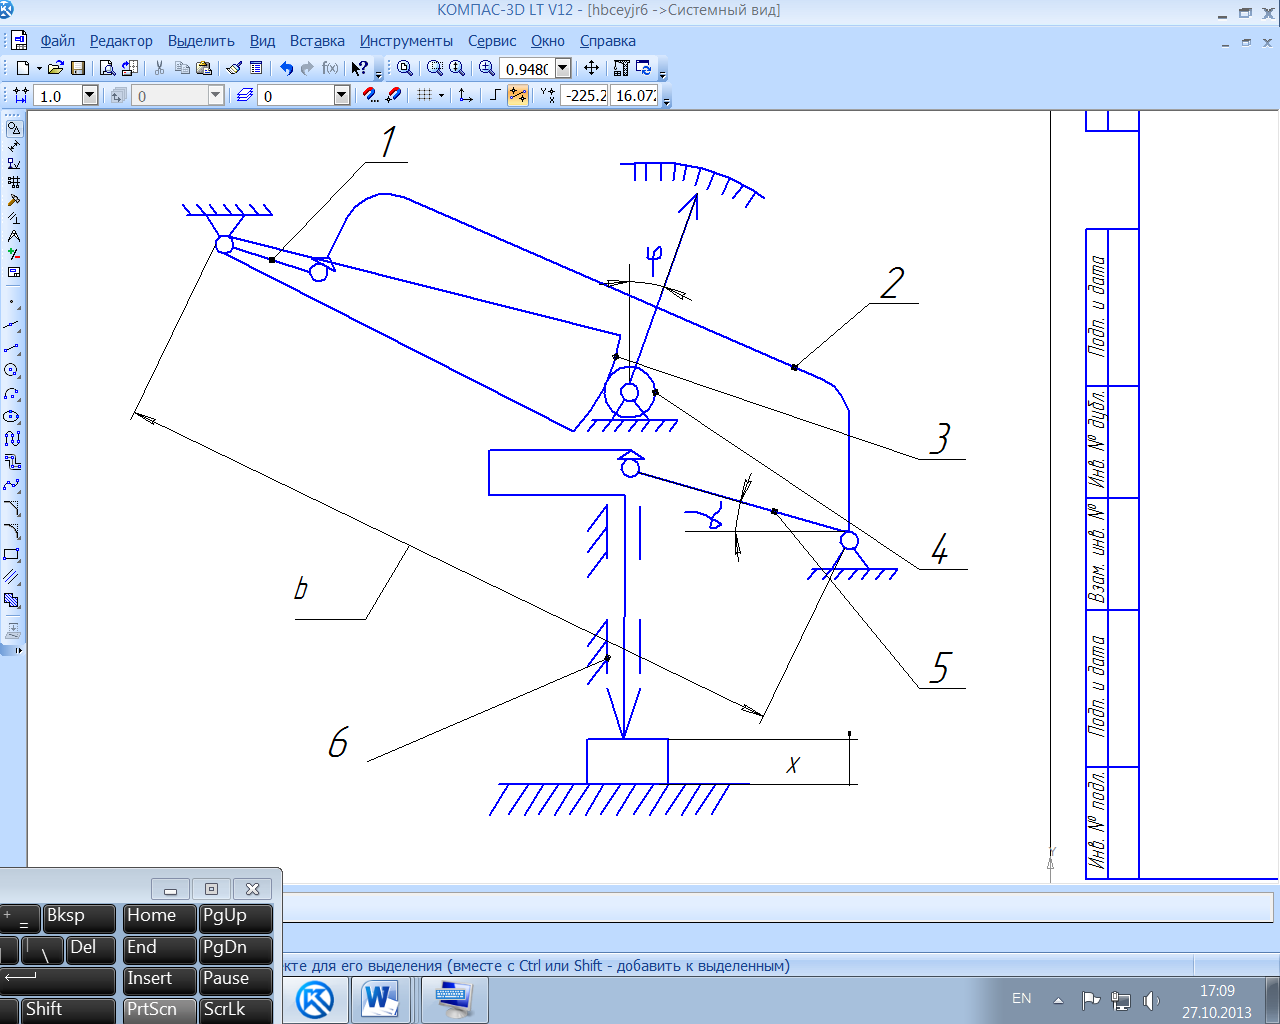 КОМПАС-3D LT V12 - [hbceyjr6 ->Системный вид]
Файл Редактор Выделить Вид Вставка Инструменты Сервис Окно Справка
f(x)
1.0 0 0 -225.2 16.072
1
φ
2
3
4
5
6
b
α
x
Подп. и дата
Инв. № дубл.
Взам. инв. №
Подп. и дата
Инв. № подл.
Y
Bksp Home PgUp
Del End PgDn
Insert Pause
Shift PrtScn ScrLk
кте для его выделения (вместе с Ctrl или Shift - добавить к выделенным)
EN
17:09
27.10.2013